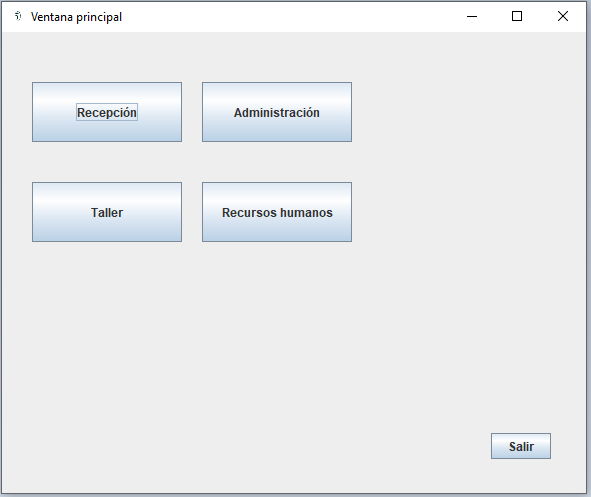 Ventana principal
Recepción
Administración
Taller
Recursos humanos
Salir